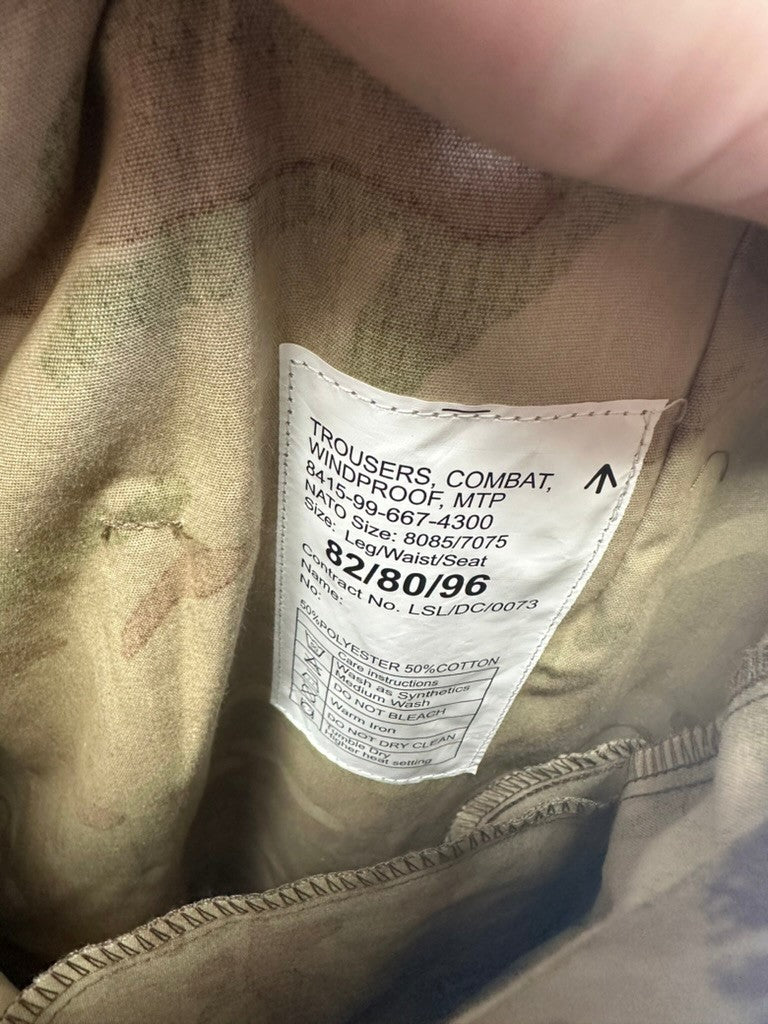 TROUSERS, COMBAT,
WINDPROOF, MTP
8415-99-667-4300
NATO Size: 8085/7075
Size: Leg/Waist/Seat
82/80/96
Contract No. LSL/DC/0073
Name:
No:
50%POLYESTER 50%COTTON
Care instructions
Wash as Synthetics
Medium Wash
DO NOT BLEACH
Warm Iron
DO NOT DRY CLEAN
Tumble Dry
Higher heat setting